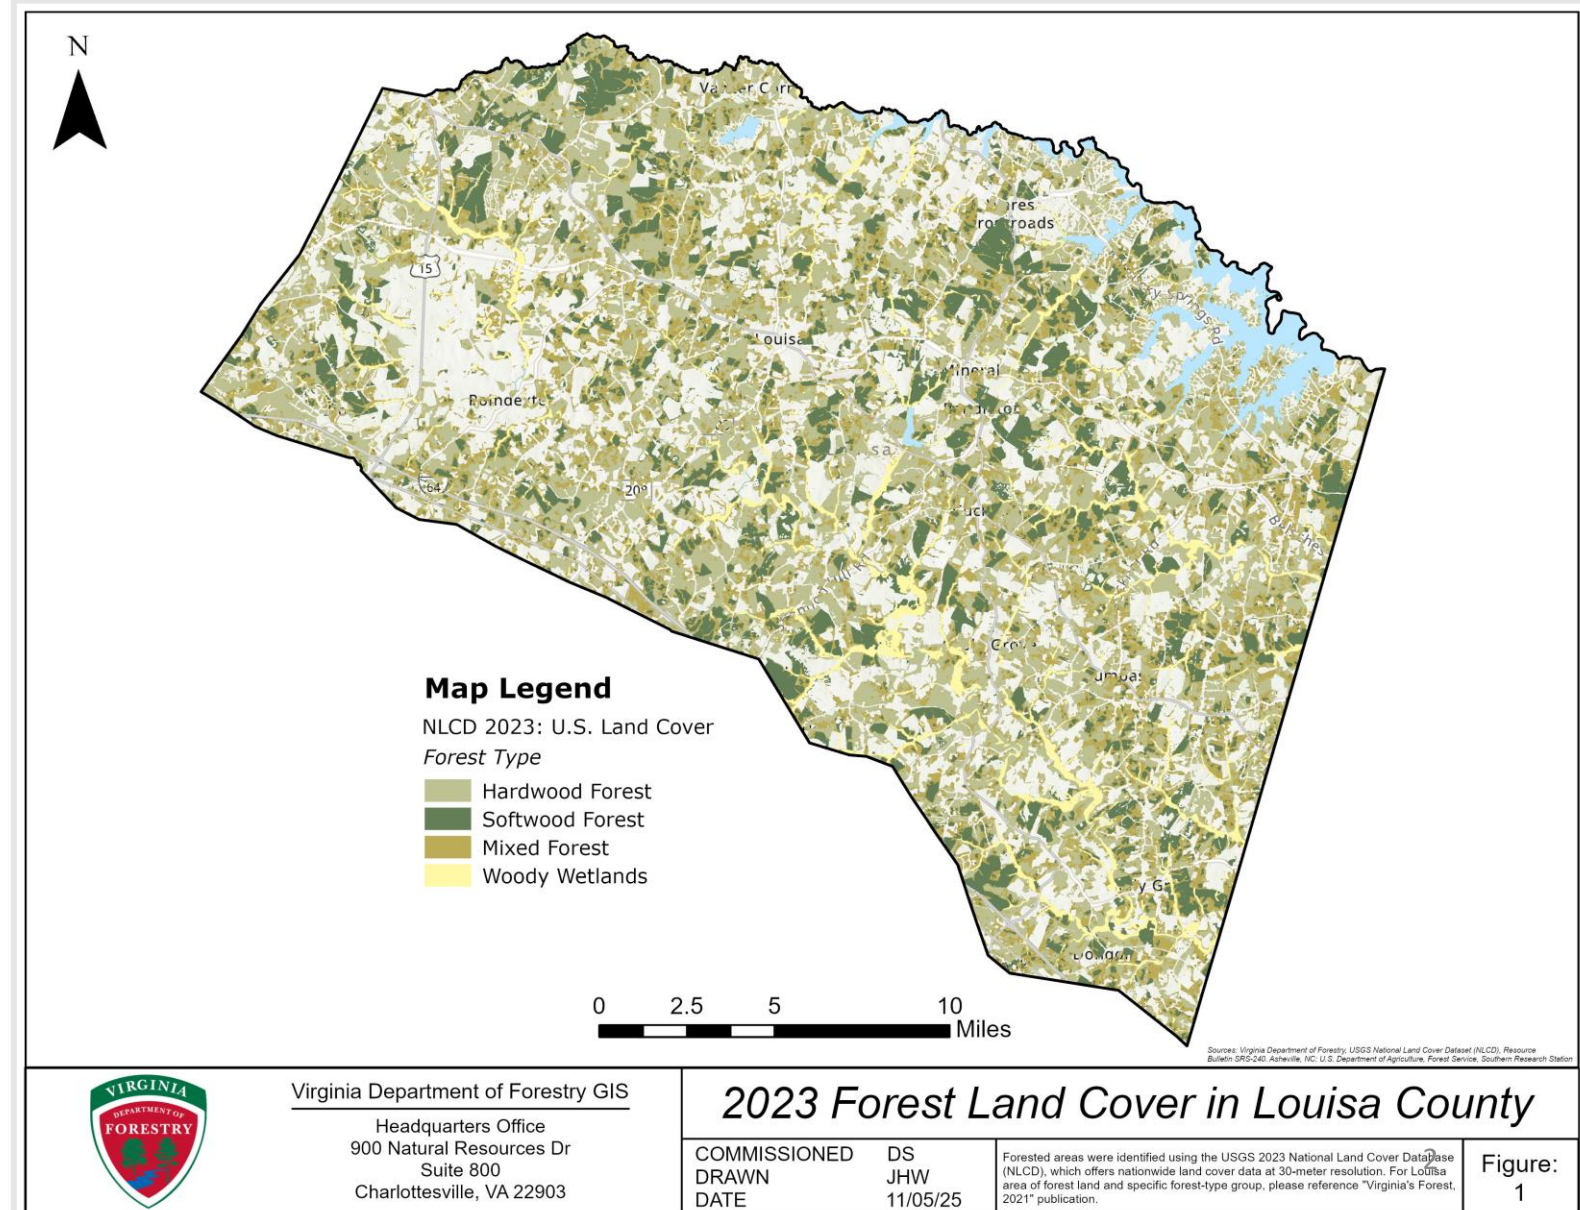 N
15
Louisa
Mineral
64
Map Legend
NLCD 2023: U.S. Land Cover
Forest Type
Hardwood Forest
Softwood Forest
Mixed Forest
Woody Wetlands
0 2.5 5 10
Miles
Sources: Virginia Department of Forestry, USGS National Land Cover Dataset (NLCD), Resource
Bulletin SRS-240. Asheville, NC: U.S. Department of Agriculture, Forest Service, Southern Research Station
VIRGINIA
DEPARTMENT OF
FORESTRY
Virginia Department of Forestry GIS
Headquarters Office
900 Natural Resources Dr
Suite 800
Charlottesville, VA 22903
2023 Forest Land Cover in Louisa County
COMMISSIONED DS
DRAWN JHW
DATE 11/05/25
Forested areas were identified using the USGS 2023 National Land Cover Database
(NLCD), which offers nationwide land cover data at 30-meter resolution. For Louisa
area of forest land and specific forest-type group, please reference "Virginia's Forest,
2021" publication.
2
Figure:
1